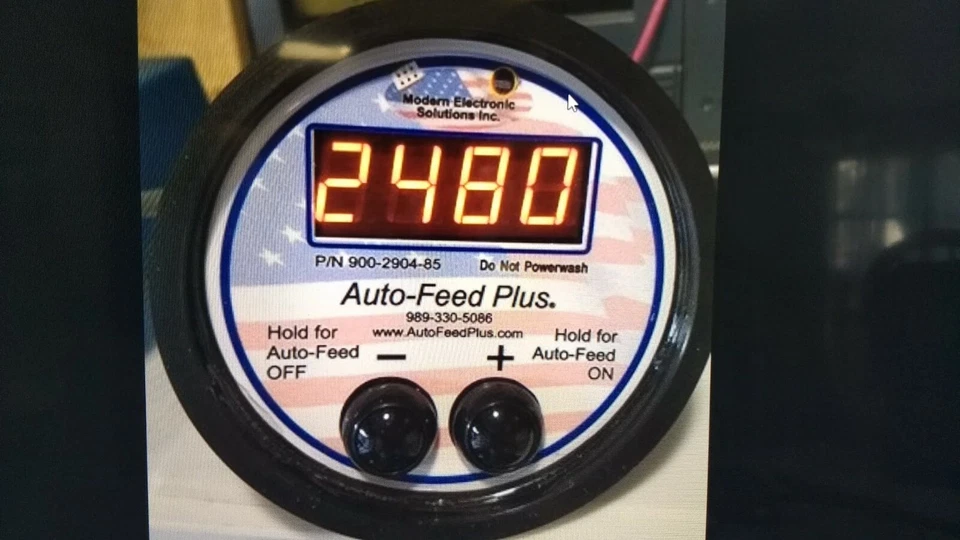 Modern Electronic
Solutions Inc.
2480
P/N 900-2904-85 Do Not Powerwash
Auto-Feed Plus.
989-330-5086
www.AutoFeedPlus.com
Hold for
Auto-Feed
OFF
−
+
Hold for
Auto-Feed
ON